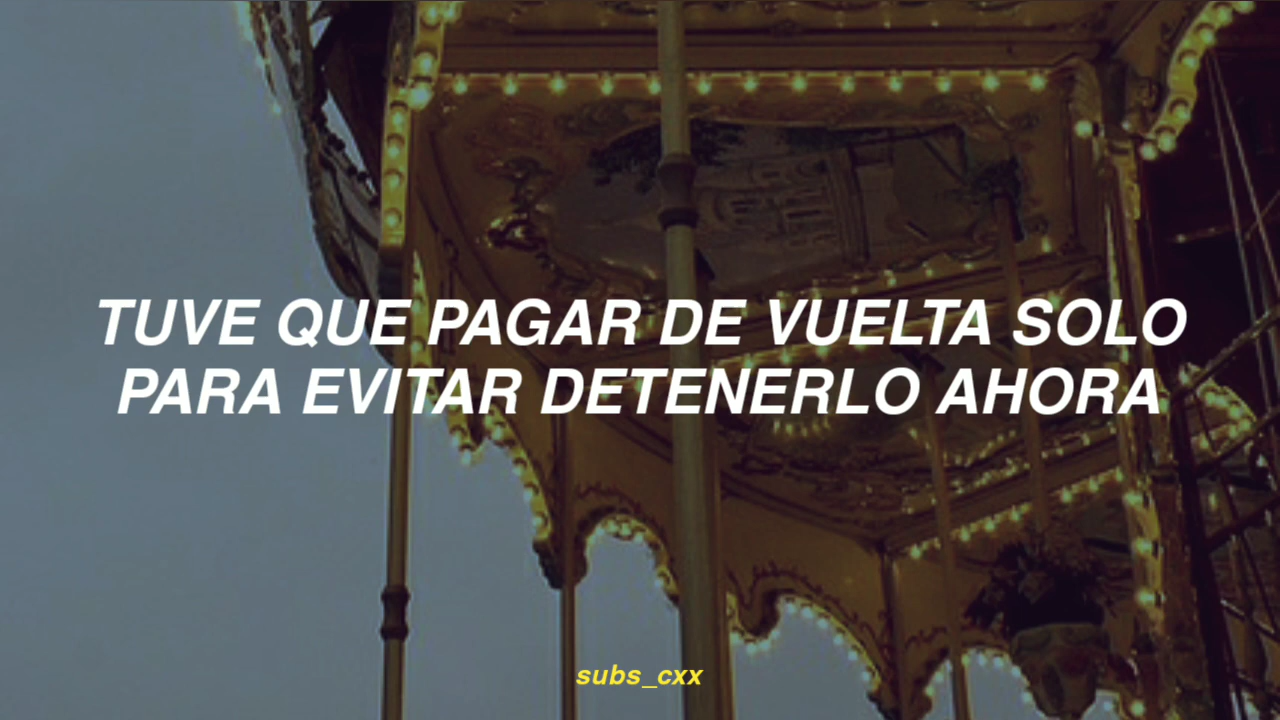 TUVE QUE PAGAR DE VUELTA SOLO
PARA EVITAR DETENERLO AHORA
subs_cxx